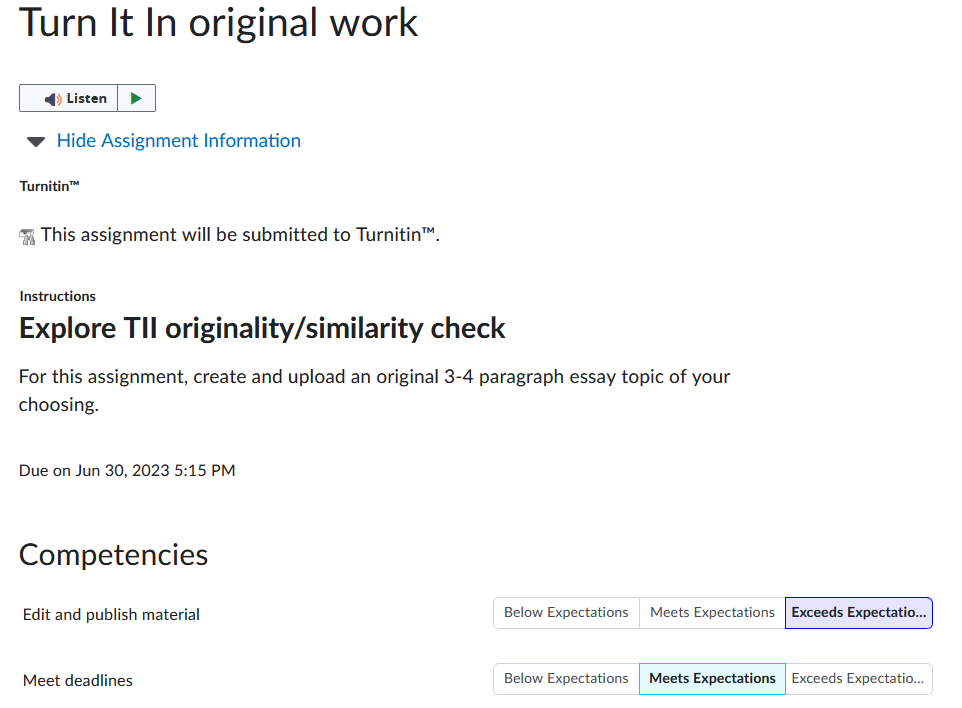 Turn It In original work
Listen
Hide Assignment Information
Turnitin™
This assignment will be submitted to Turnitin™.
Instructions
Explore TII originality/similarity check
For this assignment, create and upload an original 3-4 paragraph essay topic of your
choosing.
Due on Jun 30, 2023 5:15 PM
Competencies
Edit and publish material Below Expectations Meets Expectations Exceeds Expectatio...
Meet deadlines Below Expectations Meets Expectations Exceeds Expectatio...